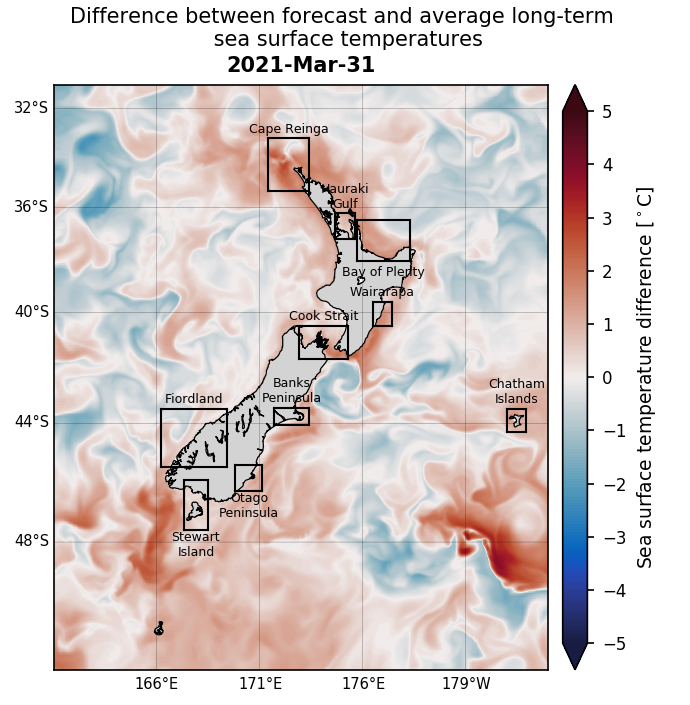 Difference between forecast and average long-term
sea surface temperatures
2021-Mar-31
32°S
36°S
40°S
44°S
48°S
166°E
171°E
176°E
179°W
Cape Reinga
Hauraki
Gulf
Bay of Plenty
Wairarapa
Cook Strait
Banks
Peninsula
Chatham
Islands
Fiordland
Otago
Peninsula
Stewart
Island
5
4
3
2
1
0
−1
−2
−3
−4
−5
Sea surface temperature difference [°C]